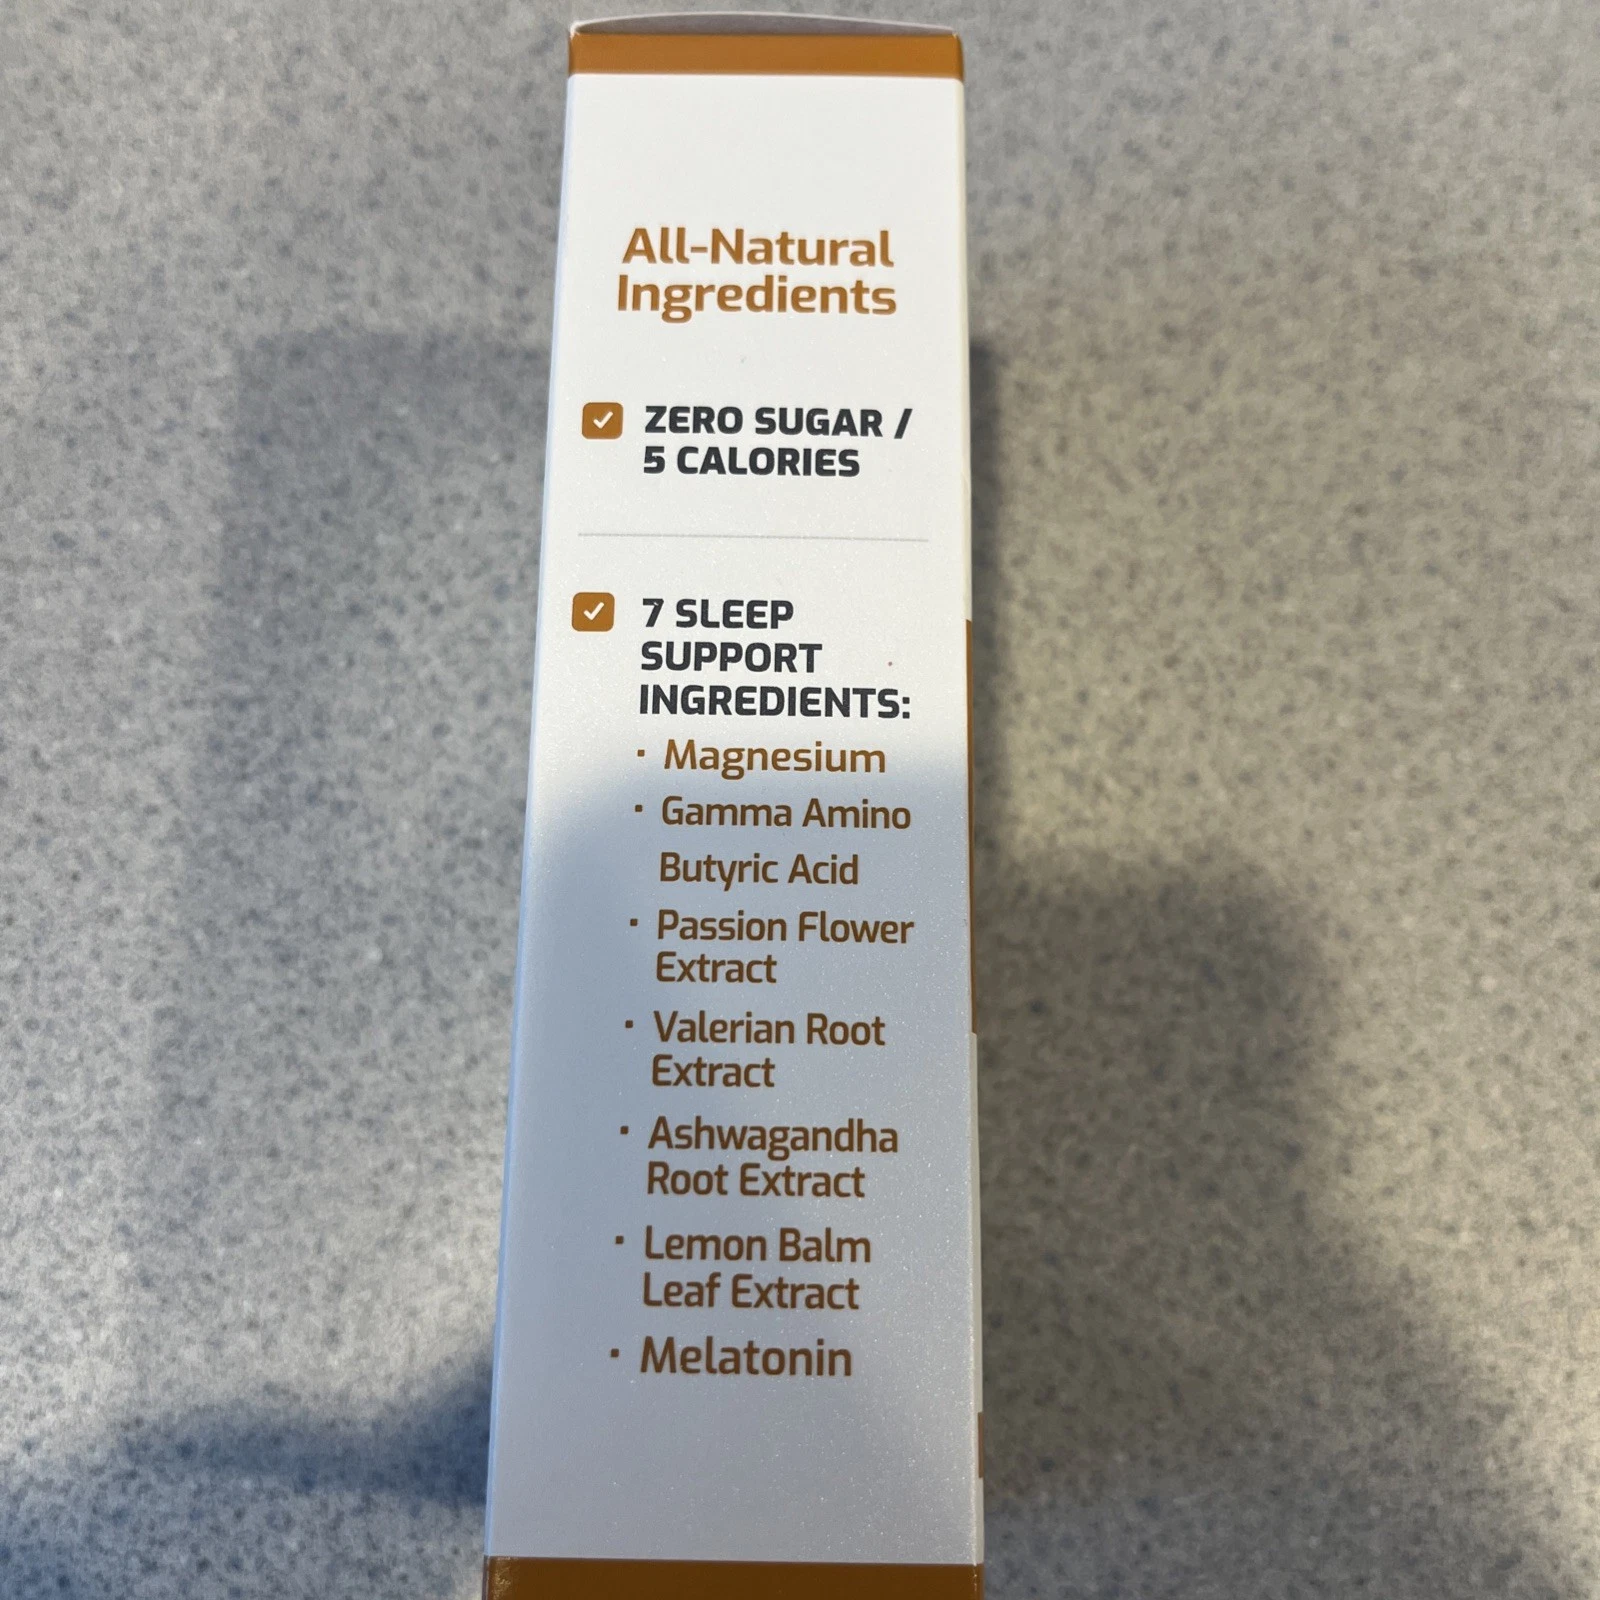 All-Natural
Ingredients
ZERO SUGAR /
5 CALORIES
7 SLEEP
SUPPORT
INGREDIENTS:
· Magnesium
· Gamma Amino
Butyric Acid
· Passion Flower
Extract
· Valerian Root
Extract
· Ashwagandha
Root Extract
· Lemon Balm
Leaf Extract
· Melatonin